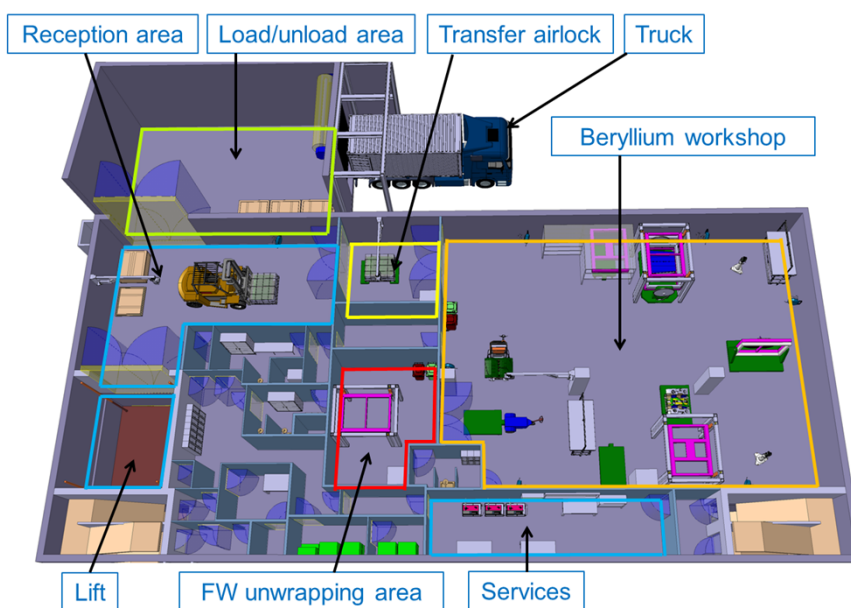 Reception area
Load/unload area
Transfer airlock
Truck
Beryllium workshop
Lift
FW unwrapping area
Services